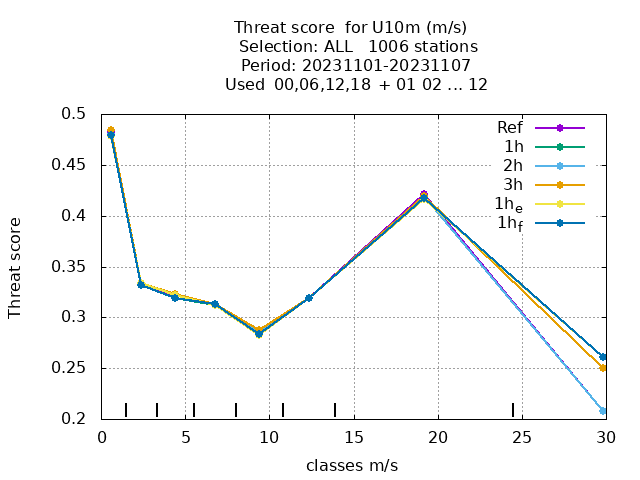 Threat score  for U10m (m/s)
Selection: ALL   1006 stations
Period: 20231101-20231107
Used  00,06,12,18  + 01 02 ... 12
0.5
0.45
0.4
0.35
0.3
0.25
0.2
Threat score
Ref
1h
2h
3h
1he
1hf
0 5 10 15 20 25 30
classes m/s